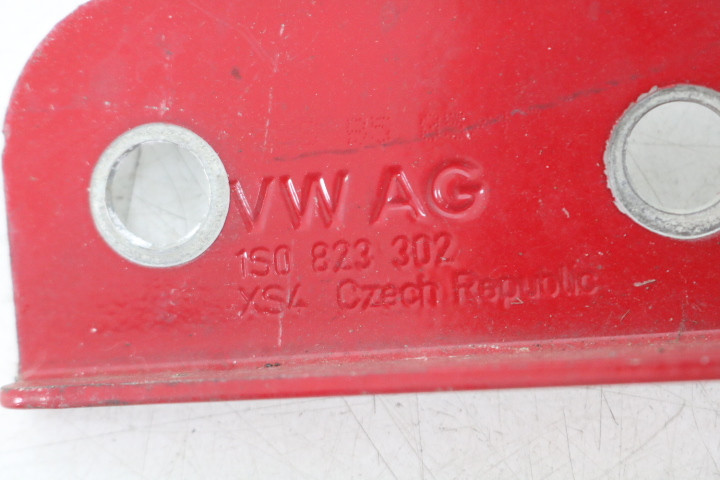 VW AG
1S0 823 302
XS4 Czech Republic